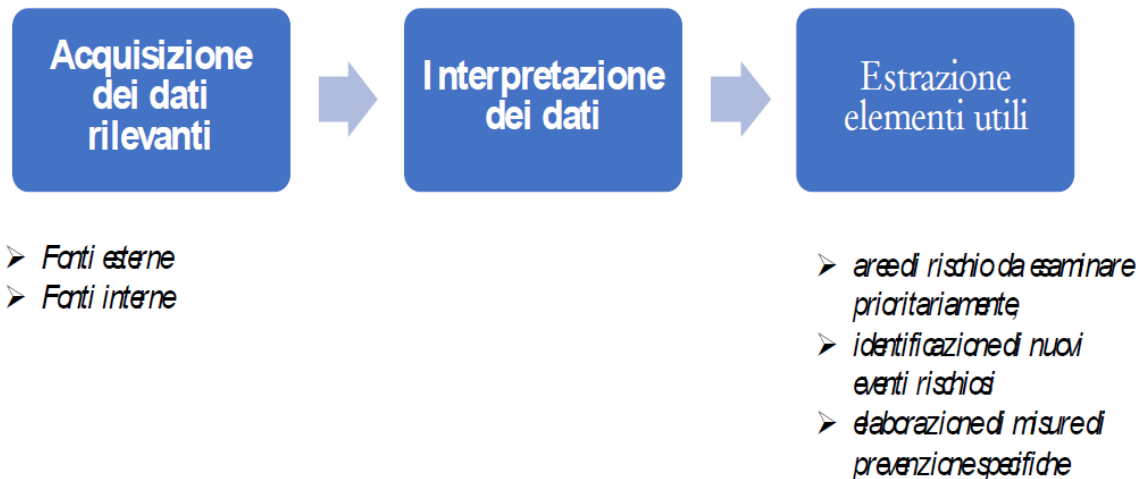 Acquisizione
dei dati
rilevanti
Interpretazione
dei dati
Estrazione
elementi utili
➢ Fonti esterne
➢ Fonti interne
➢ aree di rischio da esaminare
prioritariamente,
➢ identificazione di nuovi
eventi rischiosi
➢ elaborazione di misure di
prevenzione specifiche